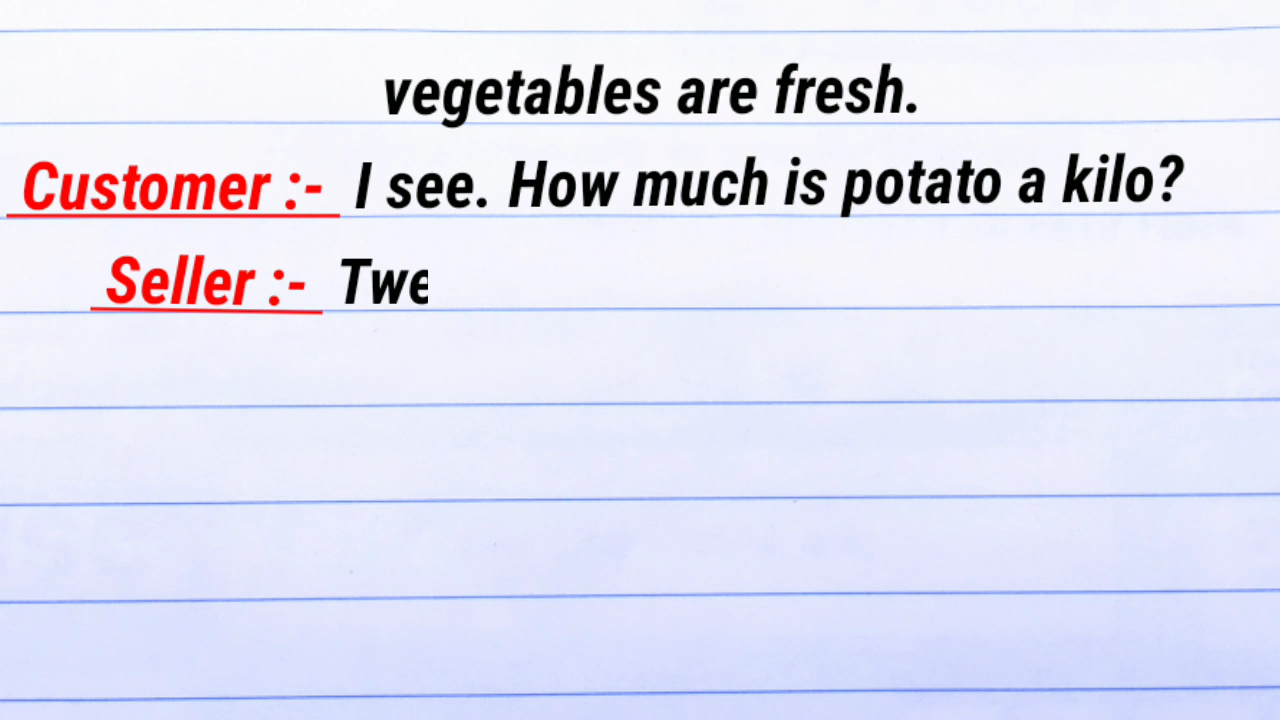 vegetables are fresh.
Customer :- I see. How much is potato a kilo?
Seller :- Twe